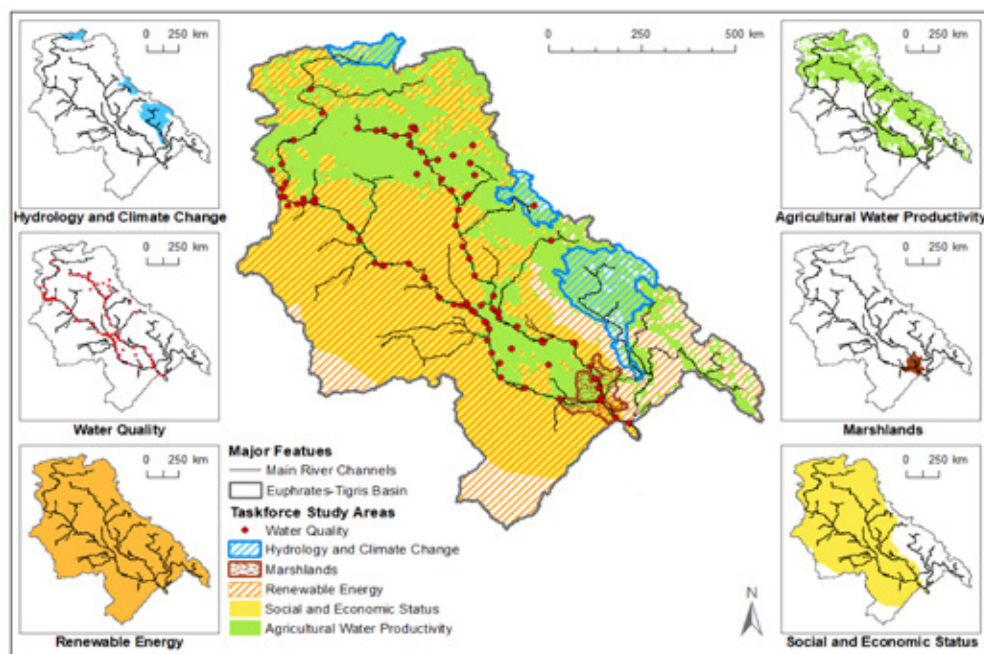 0 250 km
Hydrology and Climate Change
0 250 km
Water Quality
0 250 km
Renewable Energy
0 250 500 km
Major Featues
Main River Channels
Euphrates-Tigris Basin
Taskforce Study Areas
Water Quality
Hydrology and Climate Change
Marshlands
Renewable Energy
Social and Economic Status
Agricultural Water Productivity
N
0 250 km
Agricultural Water Productivity
0 250 km
Marshlands
0 250 km
Social and Economic Status